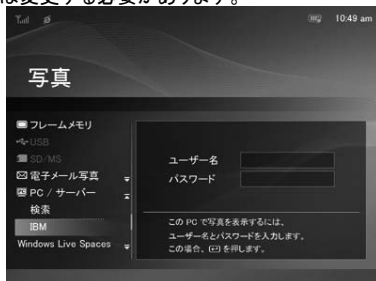 は変更する必要があります。
10:49 am
写真
フレームメモリ
USB
SD/MS
電子メール写真
PC / サーバー
検索
IBM
Windows Live Spaces
ユーザー名
パスワード
この PC で写真を表示するには、
ユーザー名とパスワードを入力します。
この場合、を押します。